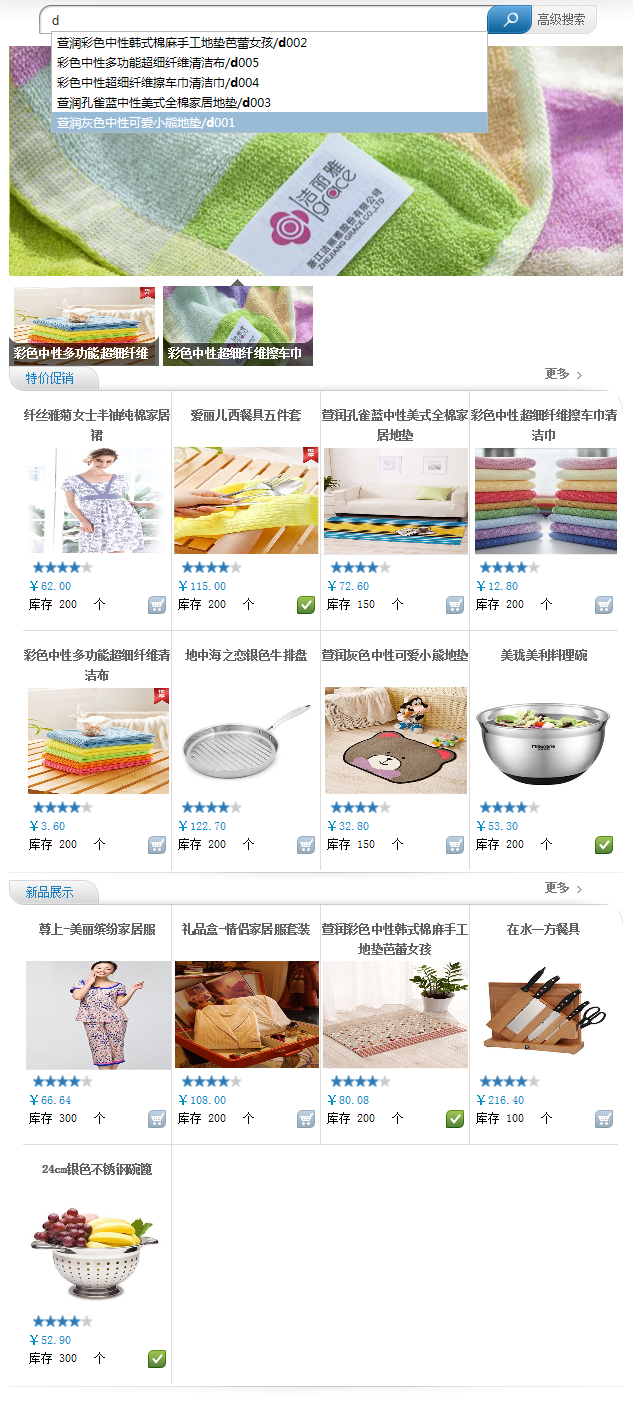 d
高级搜索
萱润彩色中性韩式棉麻手工地垫芭蕾女孩/d002
彩色中性多功能超细纤维清洁布/d005
彩色中性超细纤维擦车巾清洁巾/d004
萱润孔雀蓝中性美式全棉家居地垫/d003
萱润灰色中性可爱小熊地垫/d001
洁丽雅
grace
浙江洁丽雅股份有限公司
ZHEJIANG GRACE CO.,LTD
彩色中性多功能超细纤维
彩色中性超细纤维擦车巾
特价促销
更多
纤丝雅菊女士半袖纯棉家居裙
爱丽儿西餐具五件套
萱润孔雀蓝中性美式全棉家居地垫
彩色中性超细纤维擦车巾清洁巾
￥62.00
￥115.00
￥72.60
￥12.80
库存 200 个
库存 200 个
库存 150 个
库存 200 个
彩色中性多功能超细纤维清洁布
地中海之恋银色牛排盘
萱润灰色中性可爱小熊地垫
美珑美利料理碗
￥3.60
￥122.70
￥32.80
￥53.30
库存 200 个
库存 200 个
库存 150 个
库存 200 个
新品展示
更多
尊上-美丽缤纷家居服
礼品盒-情侣家居服套装
萱润彩色中性韩式棉麻手工地垫芭蕾女孩
在水一方餐具
￥66.64
￥108.00
￥80.08
￥216.40
库存 300 个
库存 200 个
库存 200 个
库存 100 个
24cm银色不锈钢碗篦
￥52.90
库存 300 个